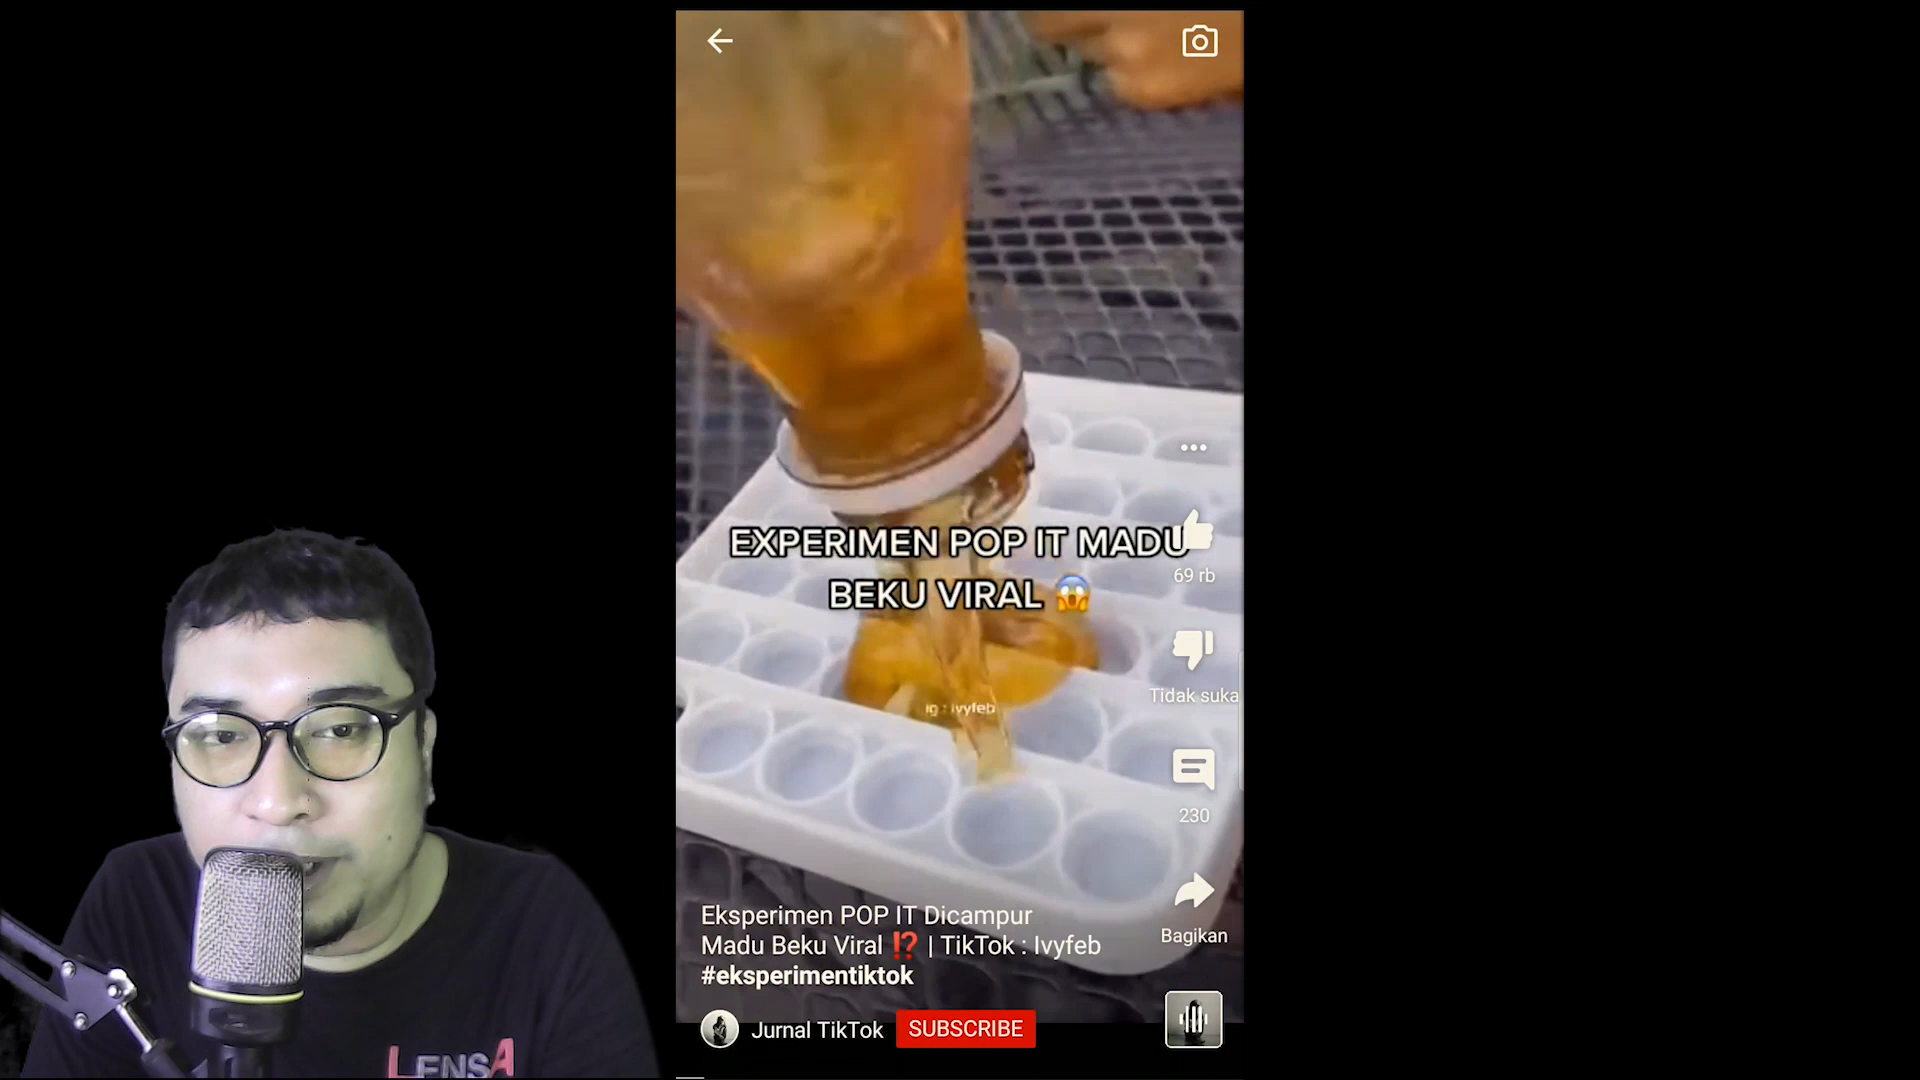 EXPERIMEN POP IT MADU
BEKU VIRAL 😱
69 rb
Tidak suka
ig : ivyfeb
230
Bagikan
Eksperimen POP IT Dicampur
Madu Beku Viral ⁉️ | TikTok : Ivyfeb
#eksperimentiktok
Jurnal TikTok SUBSCRIBE
LENSA